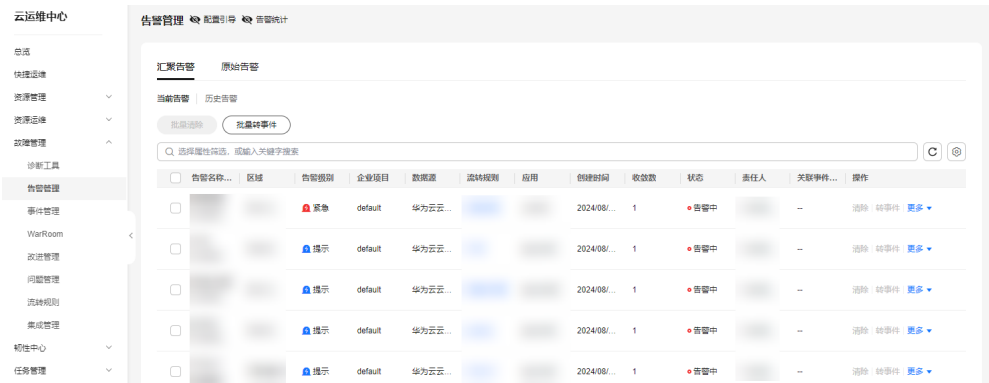 云运维中心
总览
快捷运维
资源管理
资源运维
故障管理
诊断工具
告警管理
事件管理
WarRoom
改进管理
问题管理
流转规则
集成管理
韧性中心
任务管理
告警管理 配置引导 告警统计
汇聚告警 原始告警
当前告警 历史告警
批量清除 批量转事件
选择属性筛选，或输入关键字搜索
告警名称... 区域 告警级别 企业项目 数据源 流转规则 应用 创建时间 收敛数 状态 责任人 关联事件... 操作
紧急 default 华为云云... 2024/08/... 1 告警中 -- 清除 转事件 更多
提示 default 华为云云... 2024/08/... 1 告警中 -- 清除 转事件 更多
提示 default 华为云云... 2024/08/... 1 告警中 -- 清除 转事件 更多
提示 default 华为云云... 2024/08/... 1 告警中 -- 清除 转事件 更多
提示 default 华为云云... 2024/08/... 1 告警中 -- 清除 转事件 更多